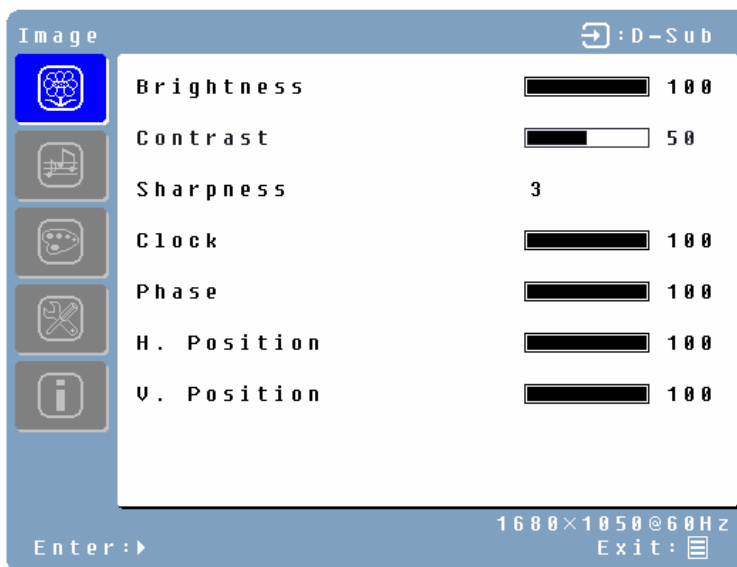 Image :D-Sub
Brightness 100
Contrast 50
Sharpness 3
Clock 100
Phase 100
H. Position 100
V. Position 100
1680×1050@60Hz
Enter: Exit: